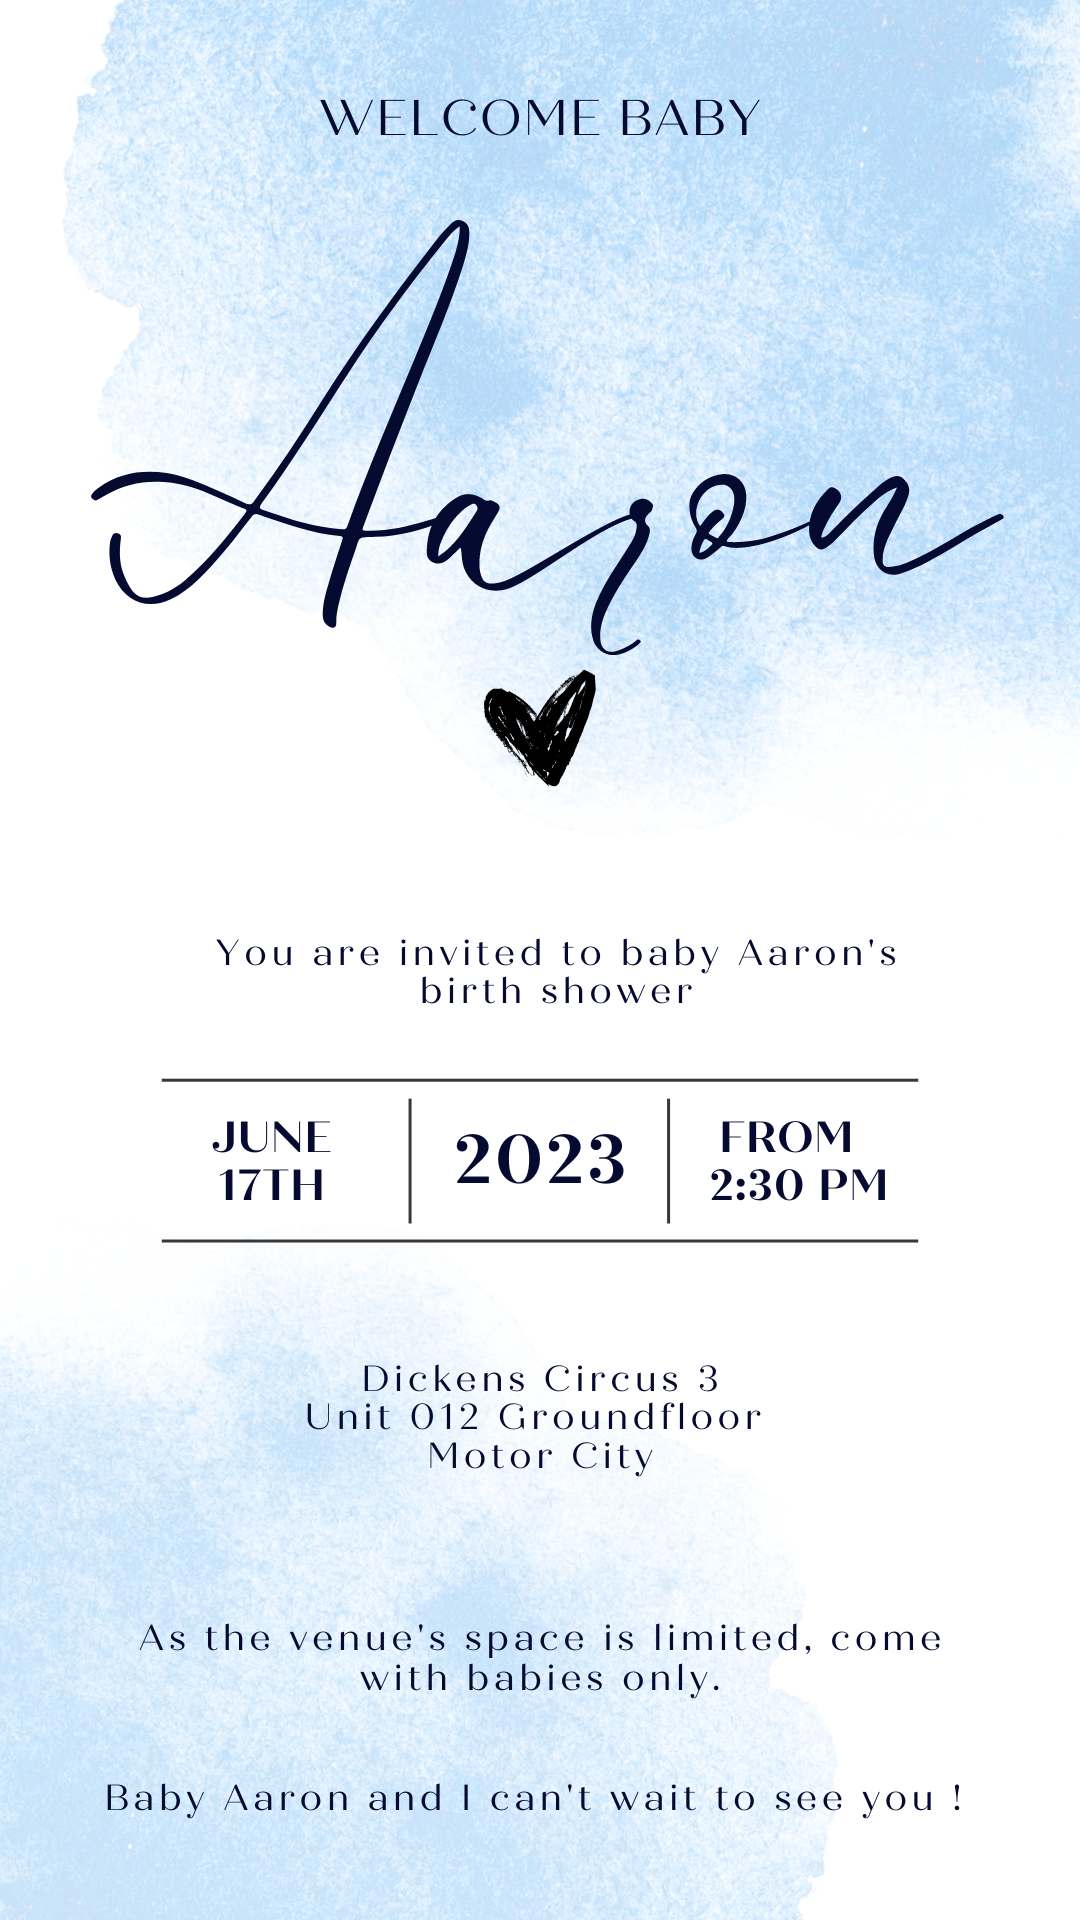 WELCOME BABY
Aaron
You are invited to baby Aaron's
birth shower
JUNE
17TH
2023
FROM
2:30 PM
Dickens Circus 3
Unit 012 Groundfloor
Motor City
As the venue's space is limited, come
with babies only.
Baby Aaron and I can't wait to see you !